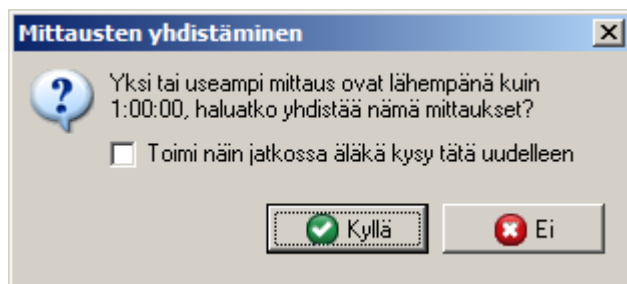 Mittausten yhdistäminen
Yksi tai useampi mittaus ovat lähempänä kuin
1:00:00, haluatko yhdistää nämä mittaukset?
Toimi näin jatkossa äläkä kysy tätä uudelleen
Kyllä
Ei